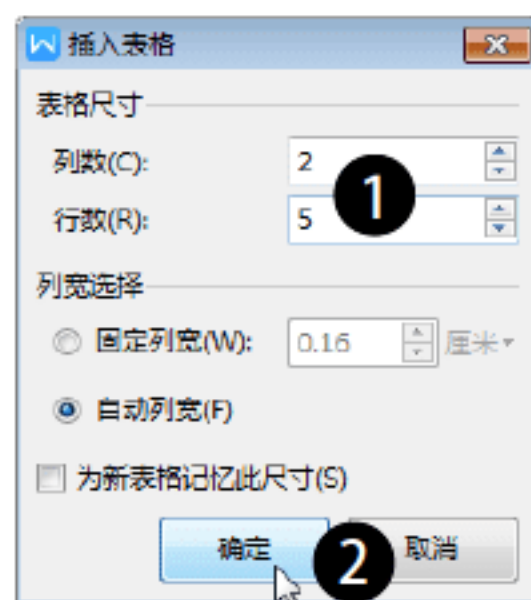 插入表格
表格尺寸
列数(C): 2
1
行数(R): 5
列宽选择
固定列宽(W): 0.16 厘米
自动列宽(F)
为新表格记忆此尺寸(S)
确定 2 取消